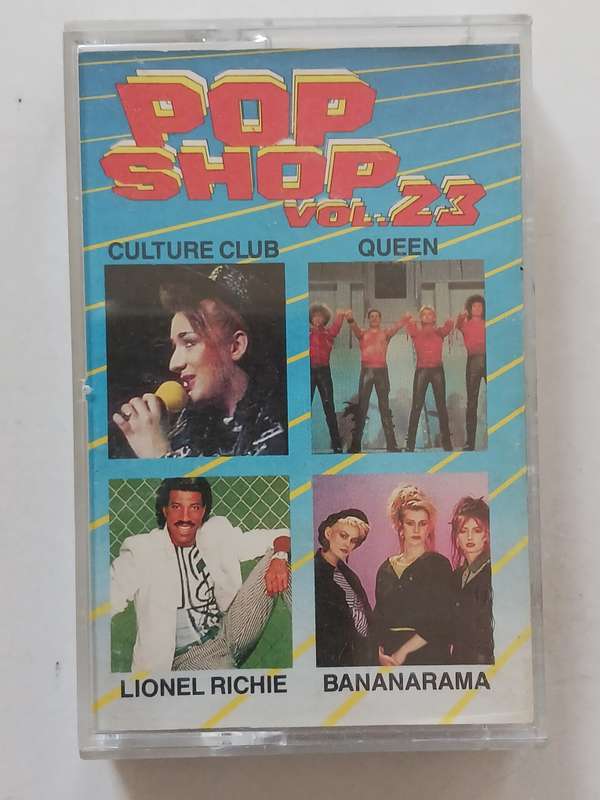 POP
SHOP
VOL..23
CULTURE CLUB
QUEEN
LIONEL RICHIE
BANANARAMA